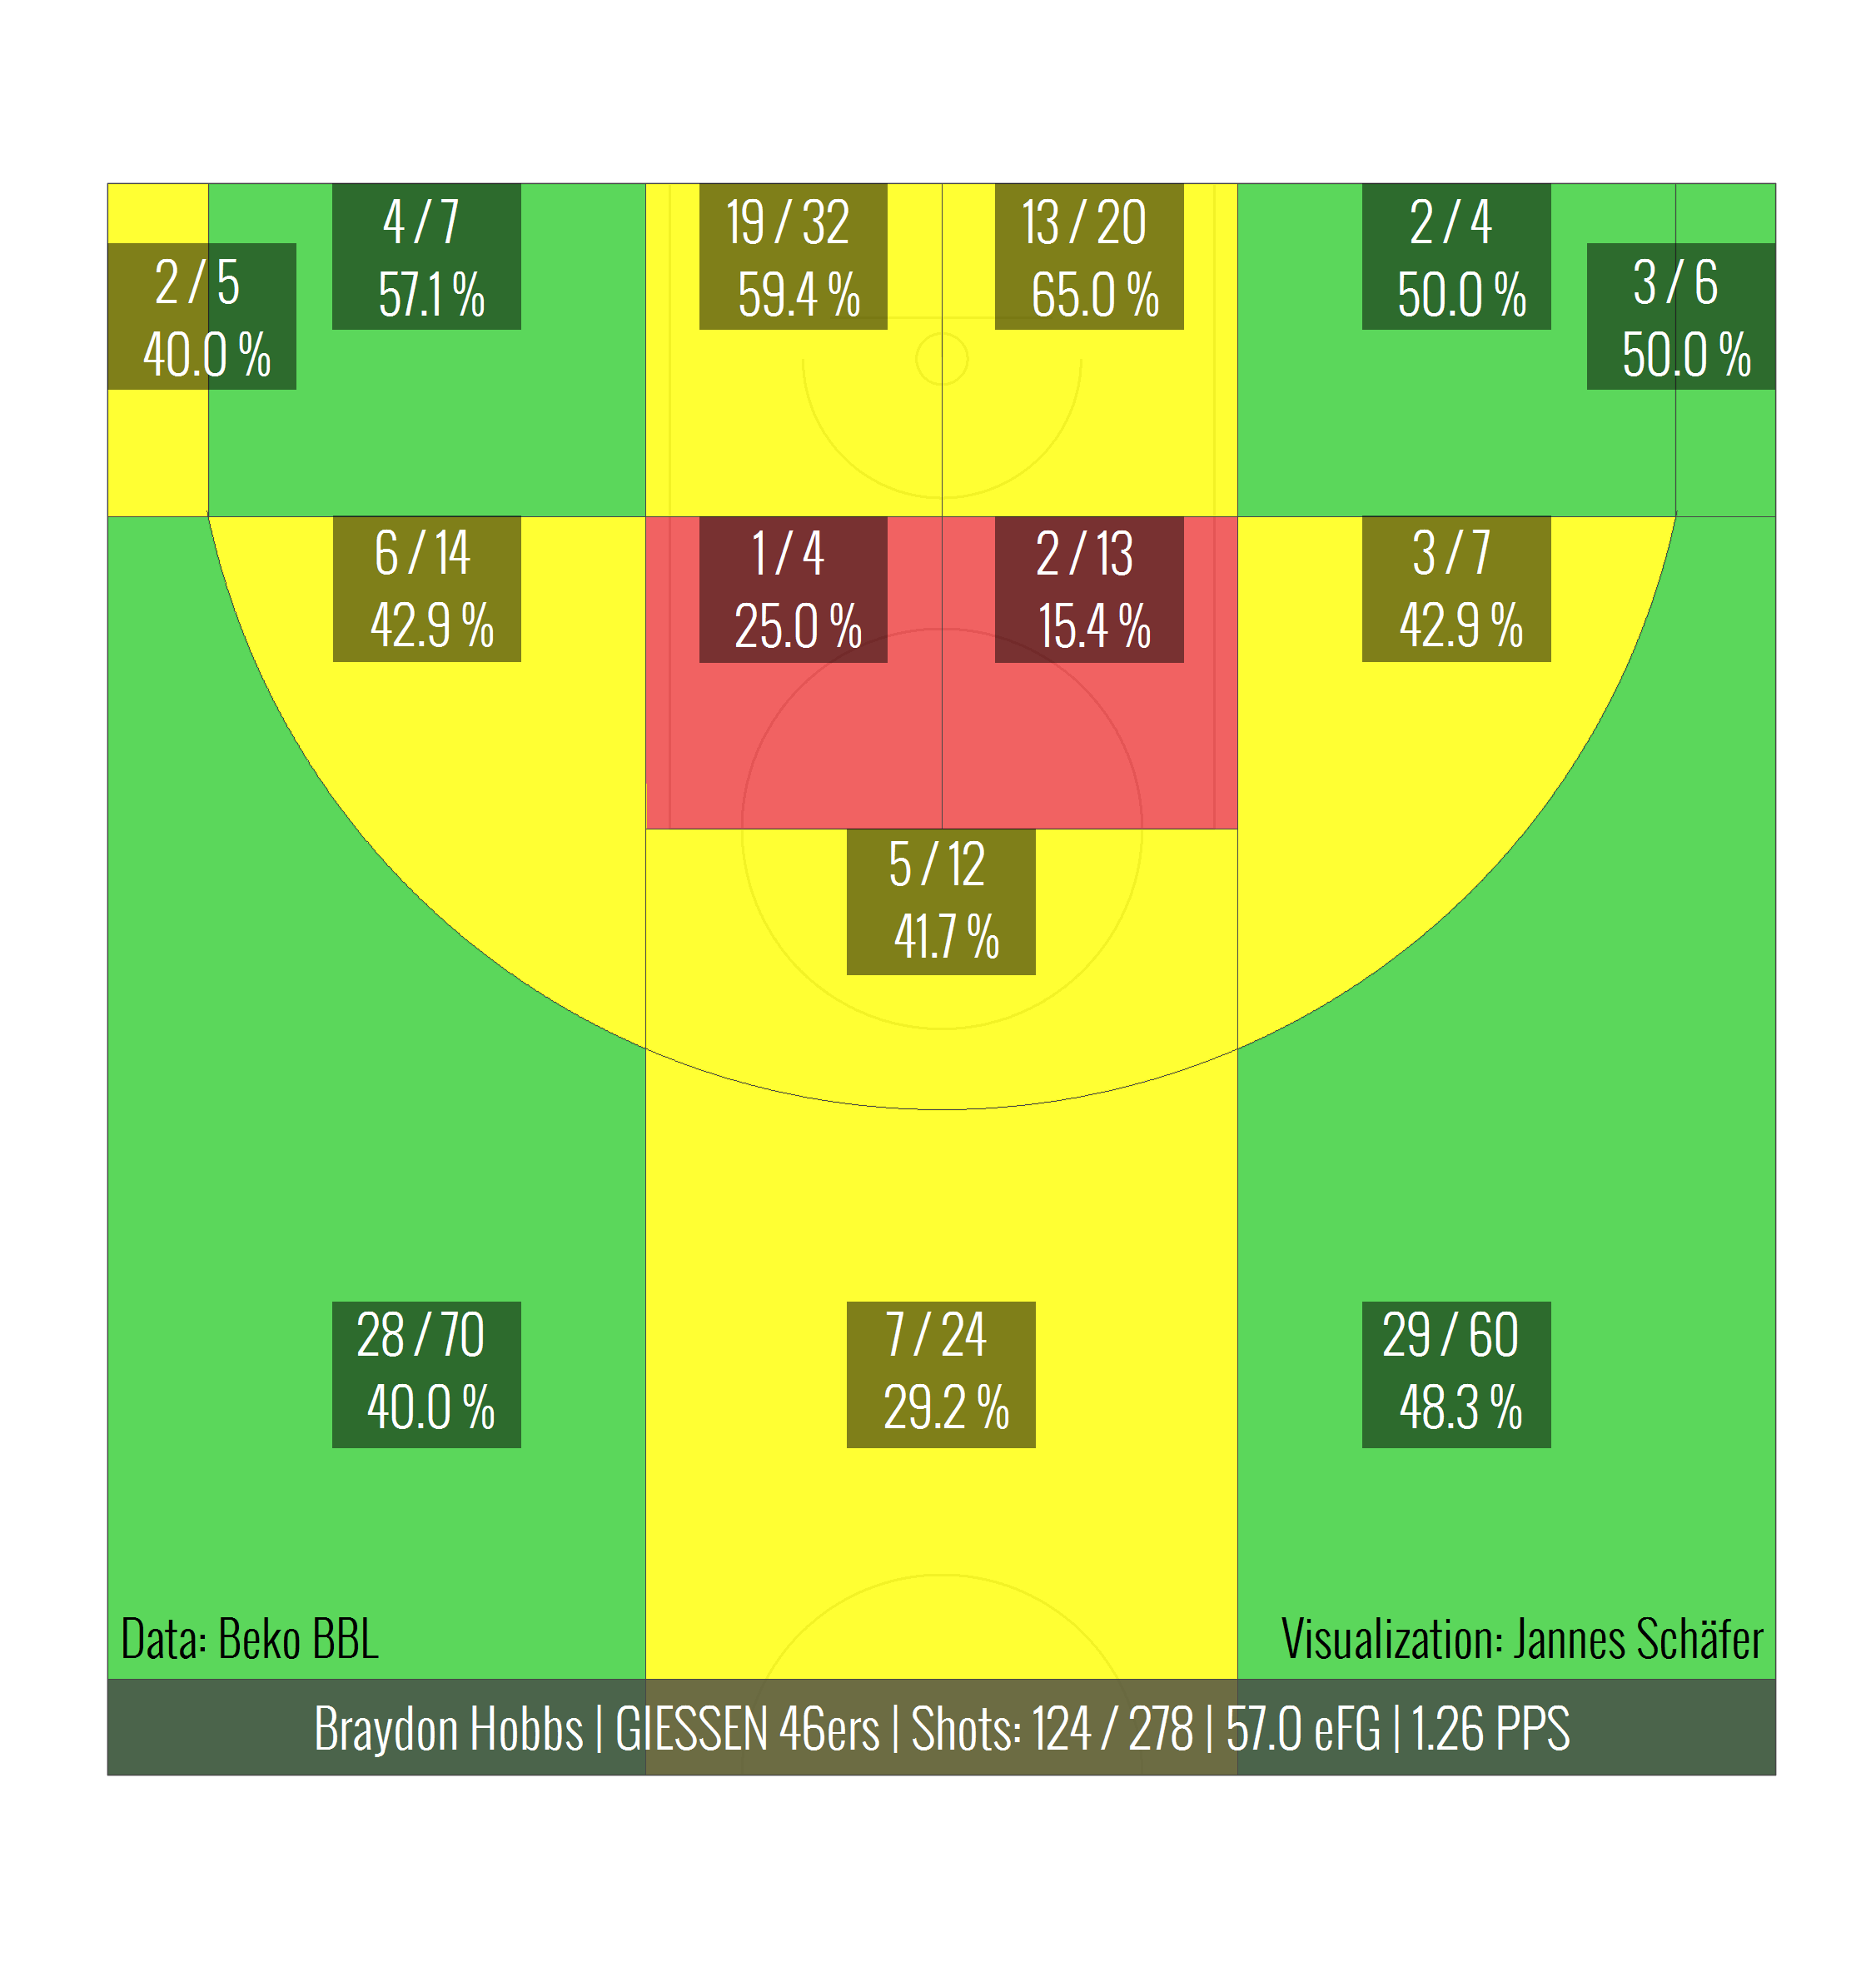 4 / 7
57.1 %
19 / 32
59.4 %
13 / 20
65.0 %
2 / 4
50.0 %
2 / 5
40.0 %
3 / 6
50.0 %
6 / 14
42.9 %
1 / 4
25.0 %
2 / 13
15.4 %
3 / 7
42.9 %
5 / 12
41.7 %
28 / 70
40.0 %
7 / 24
29.2 %
29 / 60
48.3 %
Data: Beko BBL
Visualization: Jannes Schäfer
Braydon Hobbs | GIESSEN 46ers | Shots: 124 / 278 | 57.0 eFG | 1.26 PPS